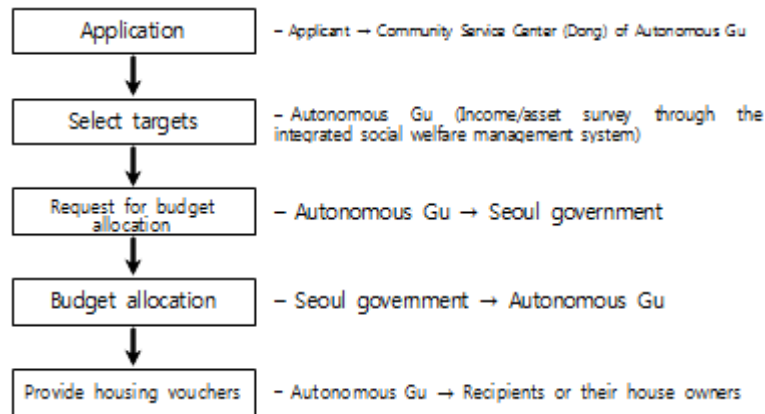 Application
– Applicant → Community Service Center (Dong) of Autonomous Gu
Select targets
– Autonomous Gu (Income/asset survey through the
integrated social welfare management system)
Request for budget
allocation
– Autonomous Gu → Seoul government
Budget allocation
– Seoul government → Autonomous Gu
Provide housing vouchers
– Autonomous Gu → Recipients or their house owners